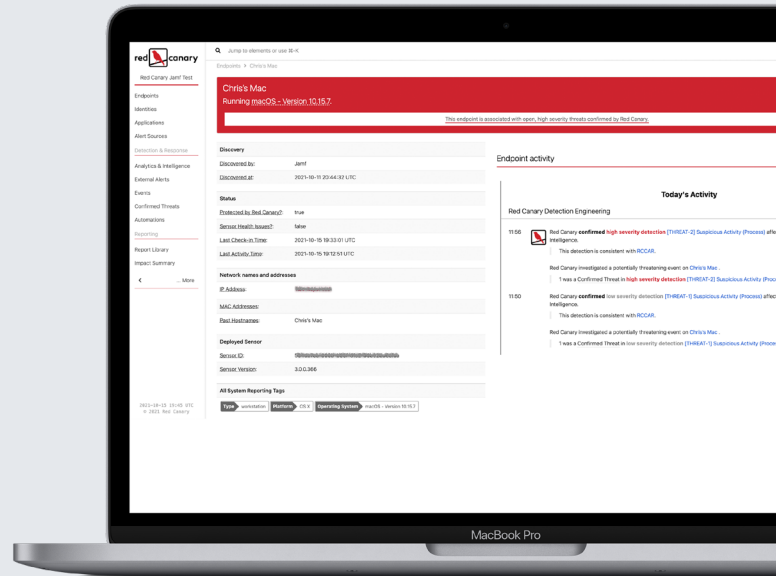 red canary
Jump to elements or use ⌘-K
Red Canary Jamf Test
Endpoints › Chris's Mac
Chris's Mac
Running macOS - Version 10.15.7.
This endpoint is associated with open, high severity threats confirmed by Red Canary.
Endpoints
Identities
Applications
Alert Sources
Detection & Response
Analytics & Intelligence
External Alerts
Events
Confirmed Threats
Automations
Reporting
Report Library
Impact Summary
... More
2021-10-15 19:40 UTC
© 2021 Red Canary
Discovery
Discovered by: Jamf
Discovered at: 2021-10-11 20:44:37 UTC
Status
Protected by Red Canary?: true
Sensor Health Issues?: false
Last Check-in Time: 2021-10-15 19:33:01 UTC
Last Activity Time: 2021-10-15 19:12:51 UTC
Network names and addresses
IP Address:
MAC Addresses:
Past Hostnames: Chris's Mac
Deployed Sensor
Sensor ID:
Sensor Version: 3.0.0.366
All System Reporting Tags
Type workstation Platform OS X Operating System macOS - Version 10.15.7
Endpoint activity
Today's Activity
Red Canary Detection Engineering
11:56 Red Canary confirmed high severity detection [THREAT-2] Suspicious Activity (Process) affe
Intelligence.
This detection is consistent with RCCAR.
Red Canary investigated a potentially threatening event on Chris's Mac .
1 was a Confirmed Threat in high severity detection [THREAT-2] Suspicious Activity (Proc
11:50 Red Canary confirmed low severity detection [THREAT-1] Suspicious Activity (Process) affec
Intelligence.
This detection is consistent with RCCAR.
Red Canary investigated a potentially threatening event on Chris's Mac .
1 was a Confirmed Threat in low severity detection [THREAT-1] Suspicious Activity (Proce
MacBook Pro